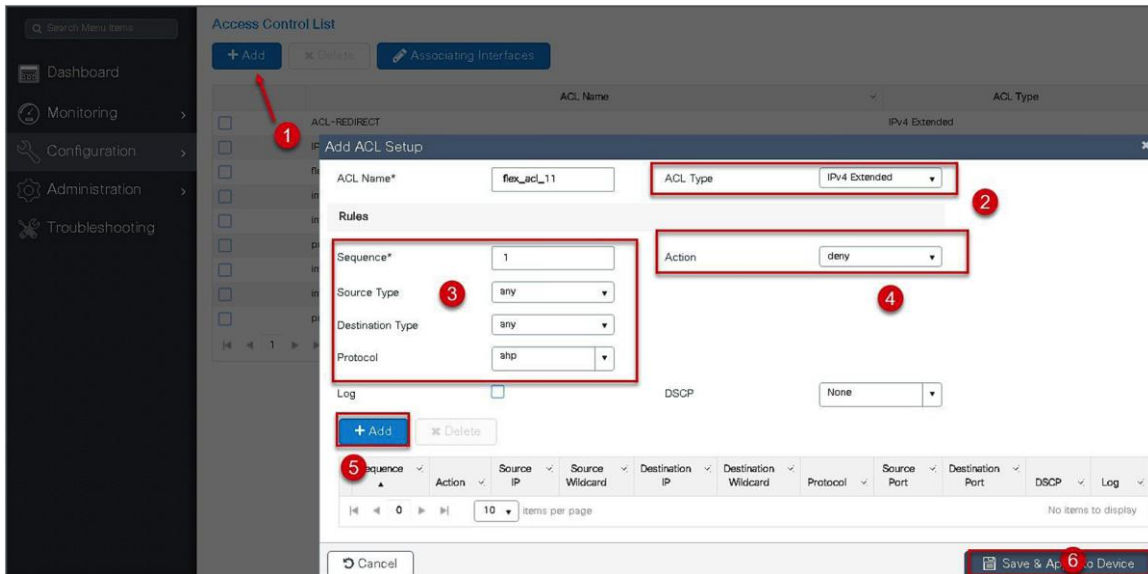 Search Menu Items
Dashboard
Monitoring
Configuration
Administration
Troubleshooting
Access Control List
+ Add
Delete
Associating Interfaces
ACL Name
ACL Type
ACL-REDIRECT
IPv4 Extended
1
1
Add ACL Setup
ACL Name*
flex_acl_11
ACL Type
IPv4 Extended
2
Rules
Sequence*
1
Action
deny
Source Type
any
3
4
Destination Type
any
Protocol
ahp
Log
DSCP
None
+ Add
Delete
5
Action
Source IP
Source Wildcard
Destination IP
Destination Wildcard
Protocol
Source Port
Destination Port
DSCP
Log
0
10
items per page
No items to display
Cancel
Save &
6
Device